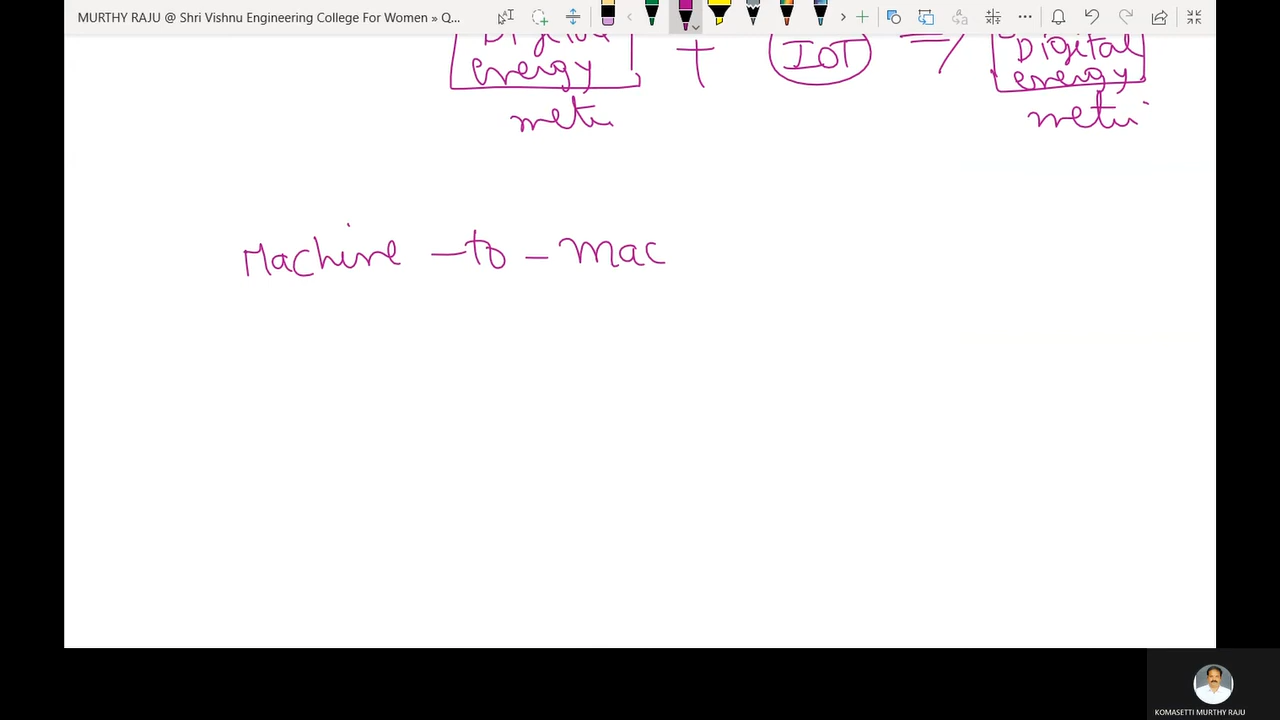 MURTHY RAJU @ Shri Vishnu Engineering College For Women » Q...
+ IOT => Digital
energy energy
metr meter
Machine - to - mac
KOMASETTI MURTHY RAJU